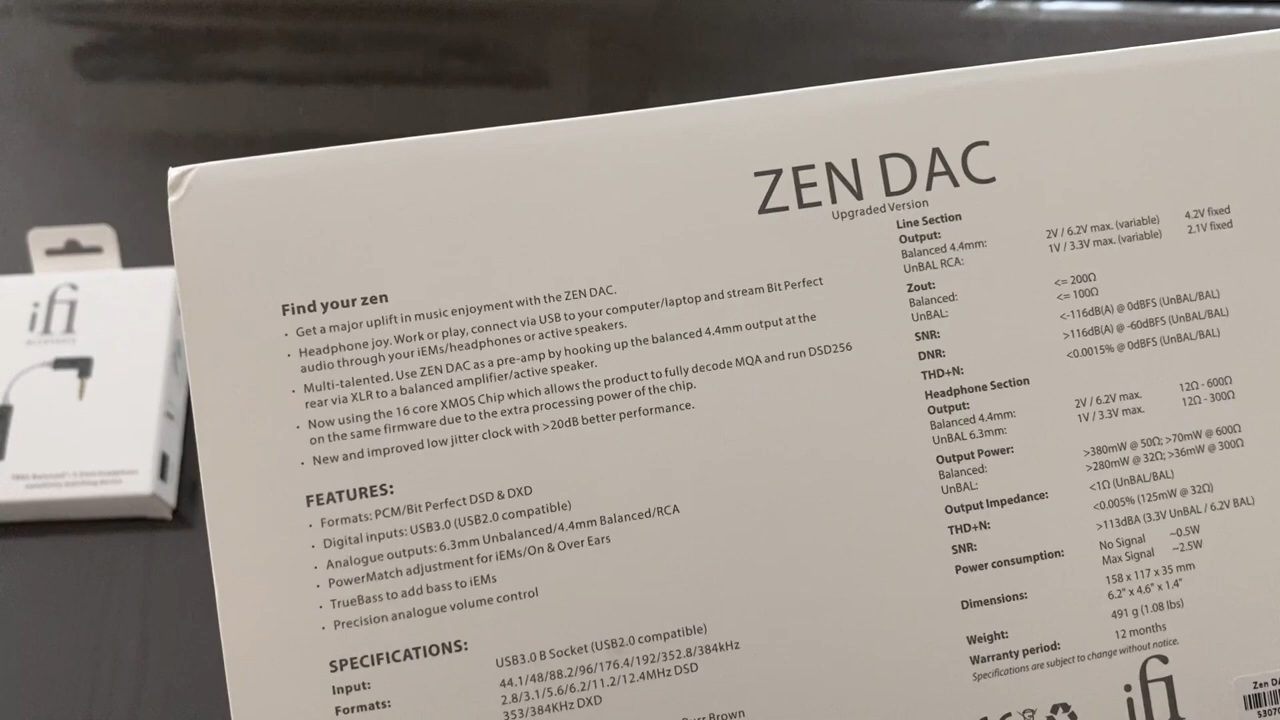 ZEN DAC
Upgraded Version
Find your zen
· Get a major uplift in music enjoyment with the ZEN DAC.
· Headphone joy. Work or play, connect via USB to your computer/laptop and stream Bit Perfect
audio through your iEMs/headphones or active speakers.
· Multi-talented. Use ZEN DAC as a pre-amp by hooking up the balanced 4.4mm output at the
rear via XLR to a balanced amplifier/active speaker.
· Now using the 16 core XMOS Chip which allows the product to fully decode MQA and run DSD256
on the same firmware due to the extra processing power of the chip.
· New and improved low jitter clock with >20dB better performance.
FEATURES:
· Formats: PCM/Bit Perfect DSD & DXD
· Digital inputs: USB3.0 (USB2.0 compatible)
· Analogue outputs: 6.3mm Unbalanced/4.4mm Balanced/RCA
· PowerMatch adjustment for iEMs/On & Over Ears
· TrueBass to add bass to iEMs
· Precision analogue volume control
SPECIFICATIONS:
Input: USB3.0 B Socket (USB2.0 compatible)
Formats: 44.1/48/88.2/96/176.4/192/352.8/384kHz
2.8/3.1/5.6/6.2/11.2/12.4MHz DSD
353/384KHz DXD
Brown
Line Section
Output:
Balanced 4.4mm: 2V / 6.2V max. (variable) 4.2V fixed
UnBAL RCA: 1V / 3.3V max. (variable) 2.1V fixed
Zout:
Balanced: <= 200Ω
UnBAL: <= 100Ω
SNR: <-116dB(A) @ 0dBFS (UnBAL/BAL)
DNR: >116dB(A) @ -60dBFS (UnBAL/BAL)
THD+N: <0.0015% @ 0dBFS (UnBAL/BAL)
Headphone Section
Output:
Balanced 4.4mm: 2V / 6.2V max. 12Ω - 600Ω
UnBAL 6.3mm: 1V / 3.3V max. 12Ω - 300Ω
Output Power:
Balanced: >380mW @ 50Ω; >70mW @ 600Ω
UnBAL: >280mW @ 32Ω; >36mW @ 300Ω
Output Impedance: <1Ω (UnBAL/BAL)
THD+N: <0.005% (125mW @ 32Ω)
SNR: >113dBA (3.3V UnBAL / 6.2V BAL)
Power consumption: No Signal ~0.5W
Max Signal ~2.5W
Dimensions: 158 x 117 x 35 mm
6.2" x 4.6" x 1.4"
Weight: 491 g (1.08 lbs)
Warranty period: 12 months
Specifications are subject to change without notice.
ifi
Zen DA
5307
ifi